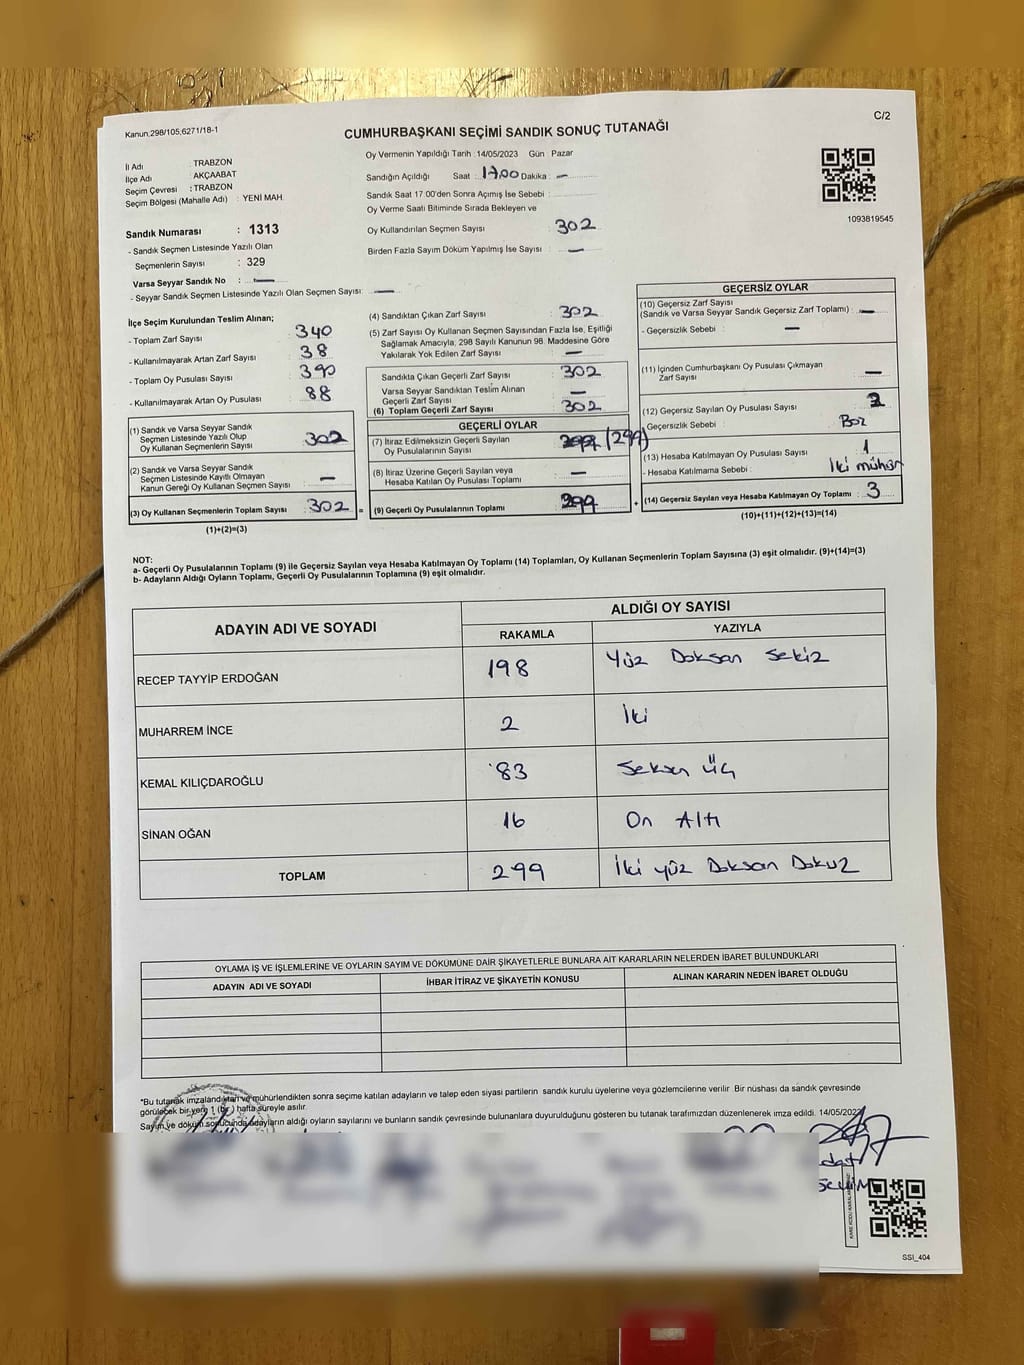 Kanun;298/105;6271/18-1
C/2
CUMHURBAŞKANI SEÇİMİ SANDIK SONUÇ TUTANAĞI
İl Adı : TRABZON
İlçe Adı : AKÇAABAT
Seçim Çevresi : TRABZON
Seçim Bölgesi (Mahalle Adı) : YENİ MAH
Oy Vermenin Yapıldığı Tarih : 14/05/2023 Gün Pazar
Sandığın Açıldığı Saat : 17.00 Dakika : —
Sandık Saat 17:00'den Sonra Açımış İse Sebebi :
Oy Verme Saati Bitiminde Sırada Bekleyen ve
Oy Kullandırılan Seçmen Sayısı : 302
Birden Fazla Sayım Döküm Yapılmış İse Sayısı : —
1093819545
Sandık Numarası : 1313
- Sandık Seçmen Listesinde Yazılı Olan
Seçmenlerin Sayısı : 329
Varsa Seyyar Sandık No : —
- Seyyar Sandık Seçmen Listesinde Yazılı Olan Seçmen Sayısı: —
İlçe Seçim Kurulundan Teslim Alınan;
- Toplam Zarf Sayısı : 340
- Kullanılmayarak Artan Zarf Sayısı : 38
- Toplam Oy Pusulası Sayısı : 390
- Kullanılmayarak Artan Oy Pusulası : 88
(1) Sandık ve Varsa Seyyar Sandık
Seçmen Listesinde Yazılı Olup
Oy Kullanan Seçmenlerin Sayısı : 302
(2) Sandık ve Varsa Seyyar Sandık
Seçmen Listesinde Kayıtlı Olmayan
Kanun Gereği Oy Kullanan Seçmen Sayısı : —
(3) Oy Kullanan Seçmenlerin Toplam Sayısı : 302
(1)+(2)=(3)
(4) Sandıktan Çıkan Zarf Sayısı : 302
(5) Zarf Sayısı Oy Kullanan Seçmen Sayısından Fazla İse, Eşitliği
Sağlamak Amacıyla; 298 Sayılı Kanunun 98. Maddesine Göre
Yakılarak Yok Edilen Zarf Sayısı : —
Sandıkta Çıkan Geçerli Zarf Sayısı : 302
Varsa Seyyar Sandıktan Teslim Alınan
Geçerli Zarf Sayısı : —
(6) Toplam Geçerli Zarf Sayısı : 302
GEÇERLİ OYLAR
(7) İtiraz Edilmeksizin Geçerli Sayılan
Oy Pusulalarının Sayısı : (299)
(8) İtiraz Üzerine Geçerli Sayılan veya
Hesaba Katılan Oy Pusulası Toplamı : —
(9) Geçerli Oy Pusulalarının Toplamı : 299
GEÇERSİZ OYLAR
(10) Geçersiz Zarf Sayısı
(Sandık ve Varsa Seyyar Sandık Geçersiz Zarf Toplamı) : —
- Geçersizlik Sebebi : —
(11) İçinden Cumhurbaşkanı Oy Pusulası Çıkmayan
Zarf Sayısı : —
(12) Geçersiz Sayılan Oy Pusulası Sayısı : 2
Geçersizlik Sebebi : Boz
(13) Hesaba Katılmayan Oy Pusulası Sayısı : 1
- Hesaba Katılmama Sebebi : İki mühür
(14) Geçersiz Sayılan veya Hesaba Katılmayan Oy Toplamı : 3
(10)+(11)+(12)+(13)=(14)
NOT:
a- Geçerli Oy Pusulalarının Toplamı (9) ile Geçersiz Sayılan veya Hesaba Katılmayan Oy Toplamı (14) Toplamları, Oy Kullanan Seçmenlerin Toplam Sayısına (3) eşit olmalıdır. (9)+(14)=(3)
b- Adayların Aldığı Oyların Toplamı, Geçerli Oy Pusulalarının Toplamına (9) eşit olmalıdır.
ADAYIN ADI VE SOYADI
ALDIĞI OY SAYISI
RAKAMLA YAZIYLA
RECEP TAYYİP ERDOĞAN 198 Yüz Doksan Sekiz
MUHARREM İNCE 2 İki
KEMAL KILIÇDAROĞLU 83 Seksen Üç
SİNAN OĞAN 16 On Altı
TOPLAM 299 İki yüz Doksan Dokuz
OYLAMA İŞ VE İŞLEMLERİNE VE OYLARIN SAYIM VE DÖKÜMÜNE DAİR ŞİKAYETLERLE BUNLARA AİT KARARLARIN NELERDEN İBARET BULUNDUKLARI
ADAYIN ADI VE SOYADI İHBAR İTİRAZ VE ŞİKAYETİN KONUSU ALINAN KARARIN NEDEN İBARET OLDUĞU
*Bu tutanak imzalandıktan ve mühürlendikten sonra seçime katılan adayların ve talep eden siyasi partilerin sandık kurulu üyelerine veya gözlemcilerine verilir Bir nüshası da sandık çevresinde
görülecek bir yere 1 (bir) hafta süreyle asılır.
Sayım ve döküm sonucunda adayların aldığı oyların sayılarını ve bunların sandık çevresinde bulunanlara duyurulduğunu gösteren bu tutanak tarafımızdan düzenlenerek imza edildi. 14/05/2023
SSI_404